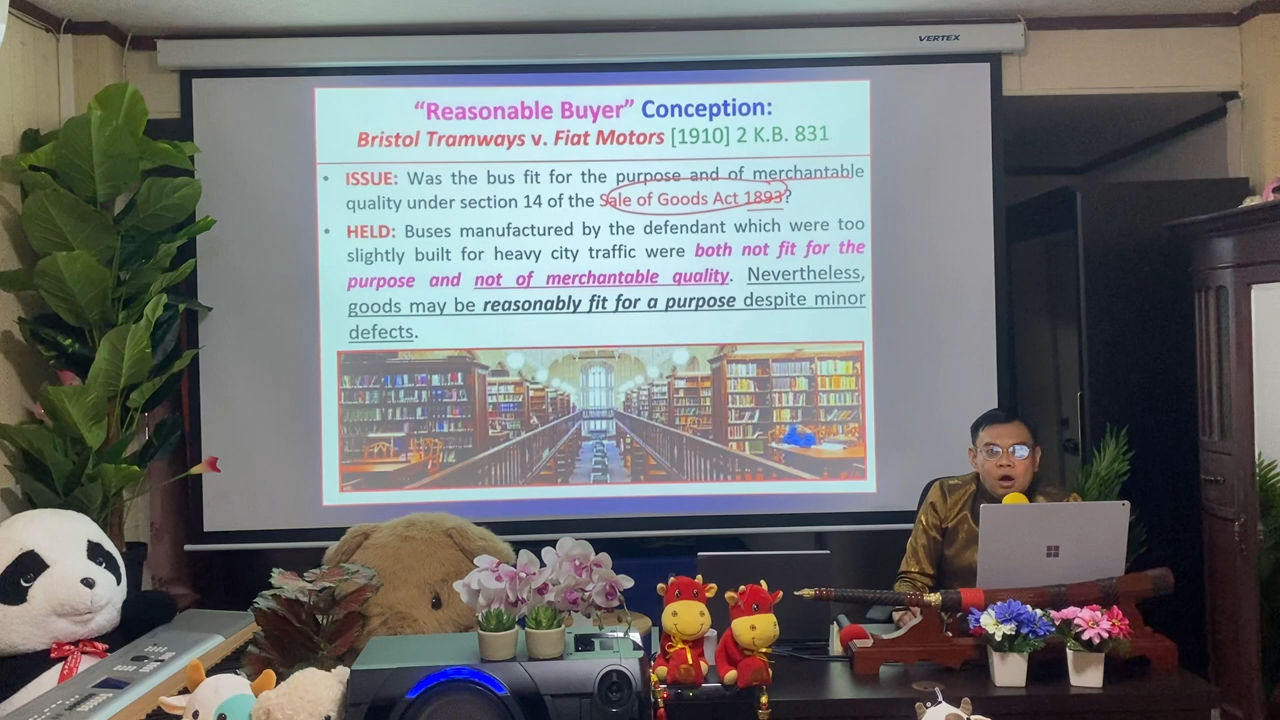 VERTEX
“Reasonable Buyer” Conception:
Bristol Tramways v. Fiat Motors [1910] 2 K.B. 831
• ISSUE: Was the bus fit for the purpose and of merchantable
quality under section 14 of the Sale of Goods Act 1893?
• HELD: Buses manufactured by the defendant which were too
slightly built for heavy city traffic were both not fit for the
purpose and not of merchantable quality. Nevertheless,
goods may be reasonably fit for a purpose despite minor
defects.